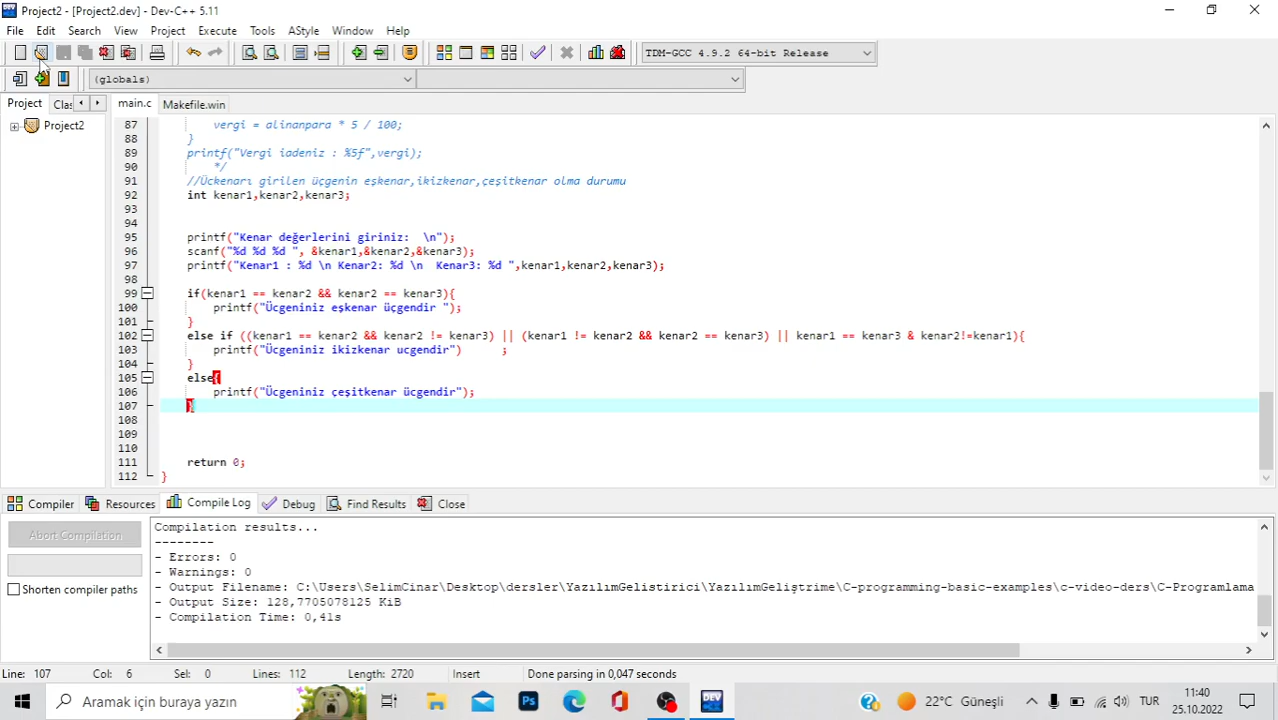 Project2 - [Project2.dev] - Dev-C++ 5.11
File Edit Search View Project Execute Tools AStyle Window Help
TDM-GCC 4.9.2 64-bit Release
(globals)
Project Clas main.c Makefile.win
Project2
87 vergi = alinanpara * 5 / 100;
88 }
89 printf("Vergi iadeniz : %5f",vergi);
90 */
91 //Üçkenarı girilen üçgenin eşkenar,ikizkenar,çeşitkenar olma durumu
92 int kenar1,kenar2,kenar3;
93
94
95 printf("Kenar değerlerini giriniz:  \n");
96 scanf("%d %d %d ", &kenar1,&kenar2,&kenar3);
97 printf("Kenar1 : %d \n Kenar2: %d \n  Kenar3: %d ",kenar1,kenar2,kenar3);
98
99 if(kenar1 == kenar2 && kenar2 == kenar3){
100 printf("Ücgeniniz eşkenar üçgendir ");
101 }
102 else if ((kenar1 == kenar2 && kenar2 != kenar3) || (kenar1 != kenar2 && kenar2 == kenar3) || kenar1 == kenar3 & kenar2!=kenar1){
103 printf("Ücgeniniz ikizkenar ucgendir")      ;
104 }
105 else{
106 printf("Ücgeniniz çeşitkenar ücgendir");
107 }
108
109
110
111 return 0;
112 }
Compiler Resources Compile Log Debug Find Results Close
Abort Compilation
Shorten compiler paths
Compilation results...
--------
- Errors: 0
- Warnings: 0
- Output Filename: C:\Users\SelimCinar\Desktop\dersler\YazılımGelistirici\YazılımGeliştrime\C-programming-basic-examples\c-video-ders\C-Programlama
- Output Size: 128,7705078125 KiB
- Compilation Time: 0,41s
Line: 107 Col: 6 Sel: 0 Lines: 112 Length: 2720 Insert Done parsing in 0,047 seconds
Aramak için buraya yazın
Ps
DEV
22°C Güneşli
TUR
11:40
25.10.2022